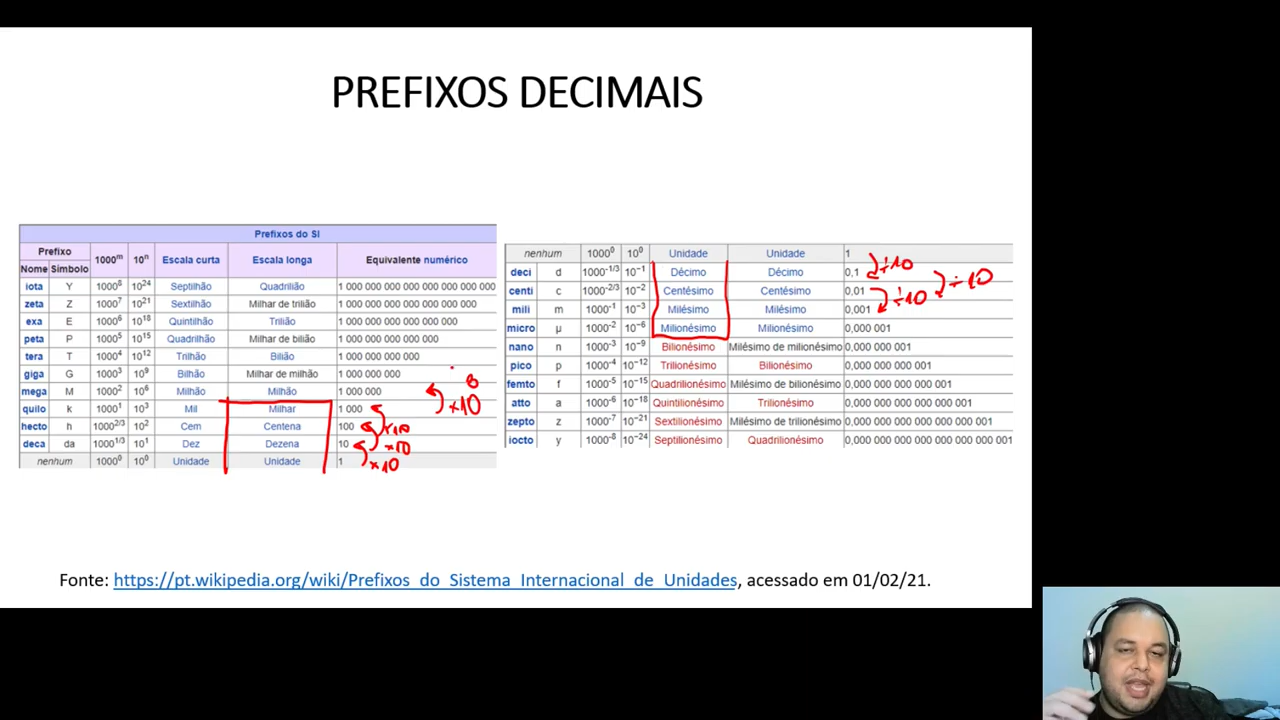 PREFIXOS DECIMAIS
Prefixos do SI
Prefixo 1000m 10n Escala curta Escala longa Equivalente numérico
Nome Símbolo
iota Y 1000⁸ 10²⁴ Septilhão Quadrilião 1 000 000 000 000 000 000 000 000
zeta Z 1000⁷ 10²¹ Sextilhão Milhar de trilião 1 000 000 000 000 000 000 000
exa E 1000⁶ 10¹⁸ Quintilhão Trilião 1 000 000 000 000 000 000
peta P 1000⁵ 10¹⁵ Quadrilhão Milhar de bilião 1 000 000 000 000 000
tera T 1000⁴ 10¹² Trilhão Bilião 1 000 000 000 000
giga G 1000³ 10⁹ Bilhão Milhar de milhão 1 000 000 000
mega M 1000² 10⁶ Milhão Milhão 1 000 000
quilo k 1000¹ 10³ Mil Milhar 1 000
hecto h 1000²ᐟ³ 10² Cem Centena 100
deca da 1000¹ᐟ³ 10¹ Dez Dezena 10
nenhum 1000⁰ 10⁰ Unidade Unidade 1
×10
×10
×10
×10
nenhum 1000⁰ 10⁰ Unidade Unidade 1
deci d 1000⁻¹ᐟ³ 10⁻¹ Décimo Décimo 0,1
centi c 1000⁻²ᐟ³ 10⁻² Centésimo Centésimo 0,01
mili m 1000⁻¹ 10⁻³ Milésimo Milésimo 0,001
micro µ 1000⁻² 10⁻⁶ Milionésimo Milionésimo 0,000 001
nano n 1000⁻³ 10⁻⁹ Bilionésimo Milésimo de milionésimo 0,000 000 001
pico p 1000⁻⁴ 10⁻¹² Trilionésimo Bilionésimo 0,000 000 000 001
femto f 1000⁻⁵ 10⁻¹⁵ Quadrilionésimo Milésimo de bilionésimo 0,000 000 000 000 001
atto a 1000⁻⁶ 10⁻¹⁸ Quintilionésimo Trilionésimo 0,000 000 000 000 000 001
zepto z 1000⁻⁷ 10⁻²¹ Sextilionésimo Milésimo de trilionésimo 0,000 000 000 000 000 000 001
iocto y 1000⁻⁸ 10⁻²⁴ Septilionésimo Quadrilionésimo 0,000 000 000 000 000 000 000 001
÷10
÷10
÷10
Fonte: https://pt.wikipedia.org/wiki/Prefixos_do_Sistema_Internacional_de_Unidades, acessado em 01/02/21.